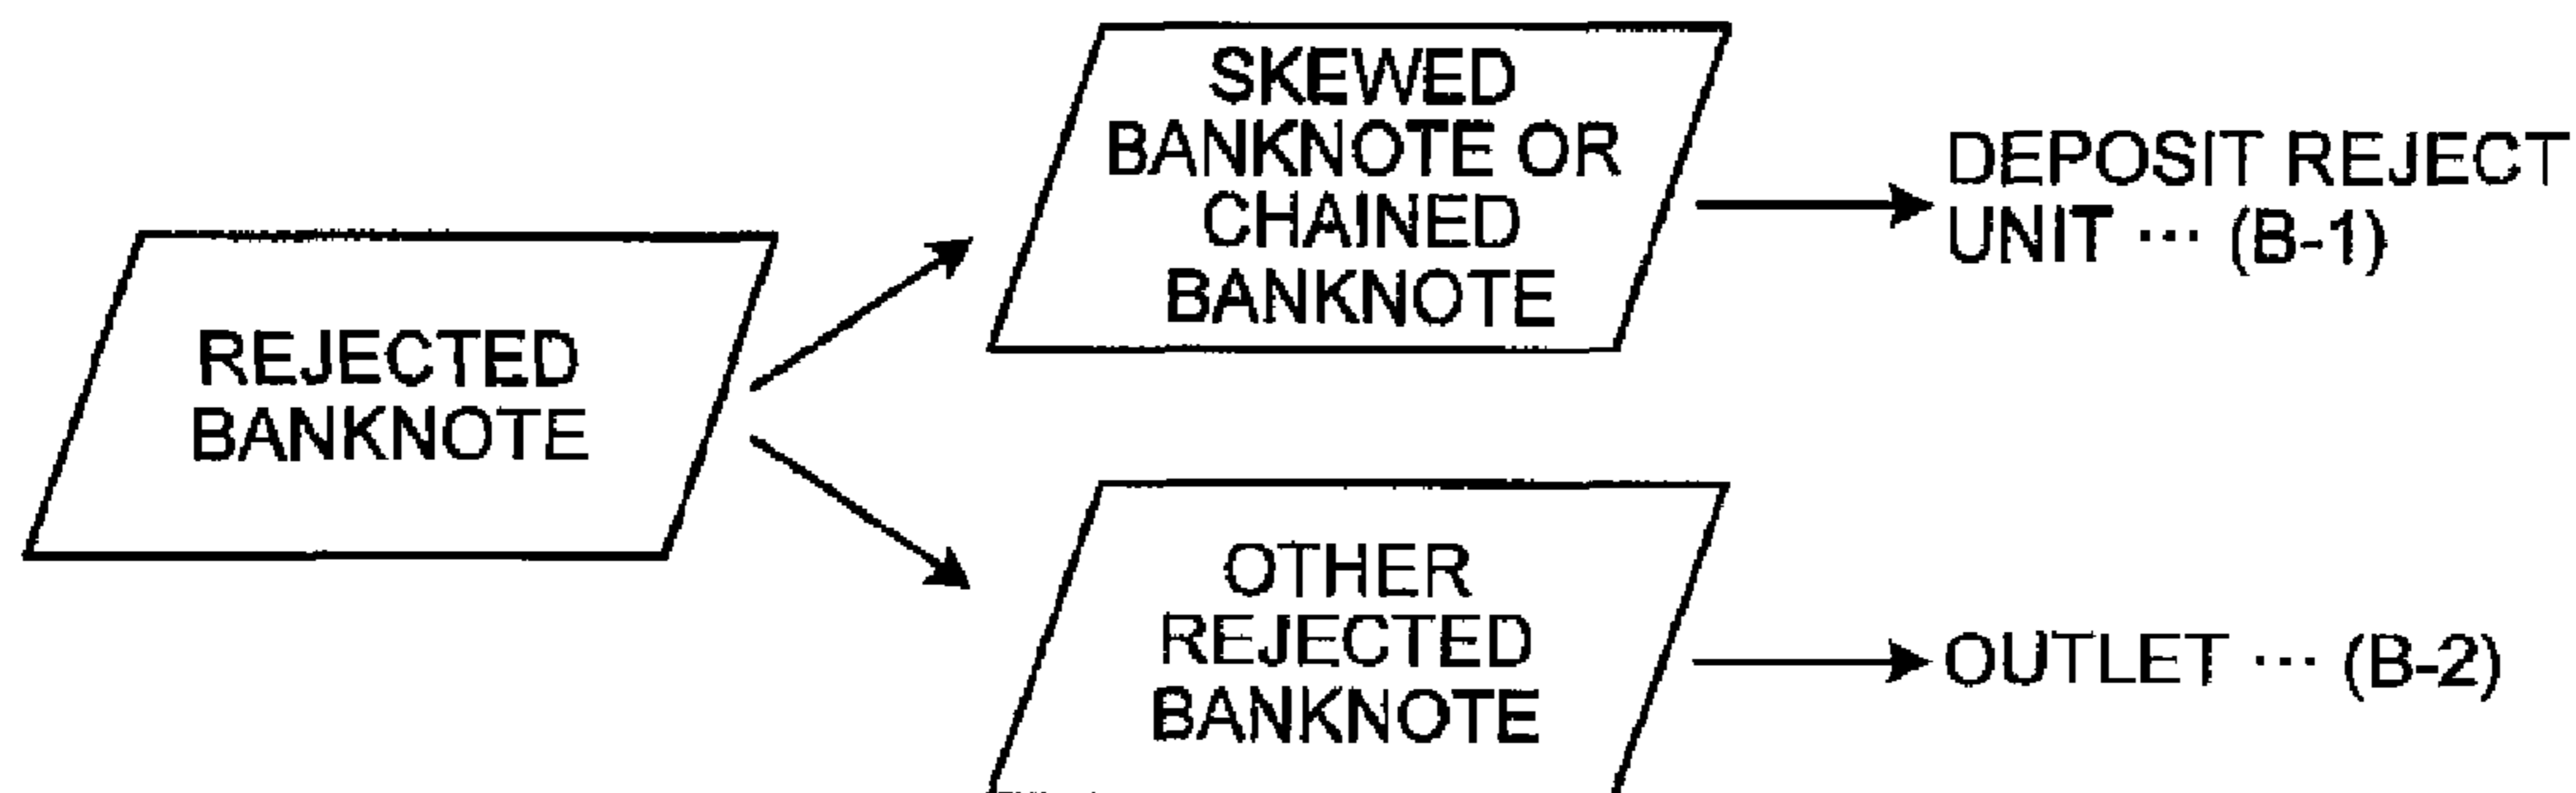 REJECTED
BANKNOTE
SKEWED
BANKNOTE OR
CHAINED
BANKNOTE
DEPOSIT REJECT
UNIT ··· (B-1)
OTHER
REJECTED
BANKNOTE
OUTLET ··· (B-2)